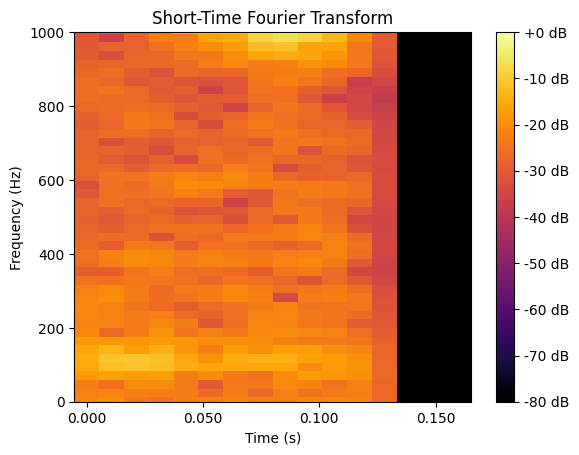 Short-Time Fourier Transform
Frequency (Hz)
1000
800
600
400
200
0
0.000 0.050 0.100 0.150
Time (s)
+0 dB
-10 dB
-20 dB
-30 dB
-40 dB
-50 dB
-60 dB
-70 dB
-80 dB